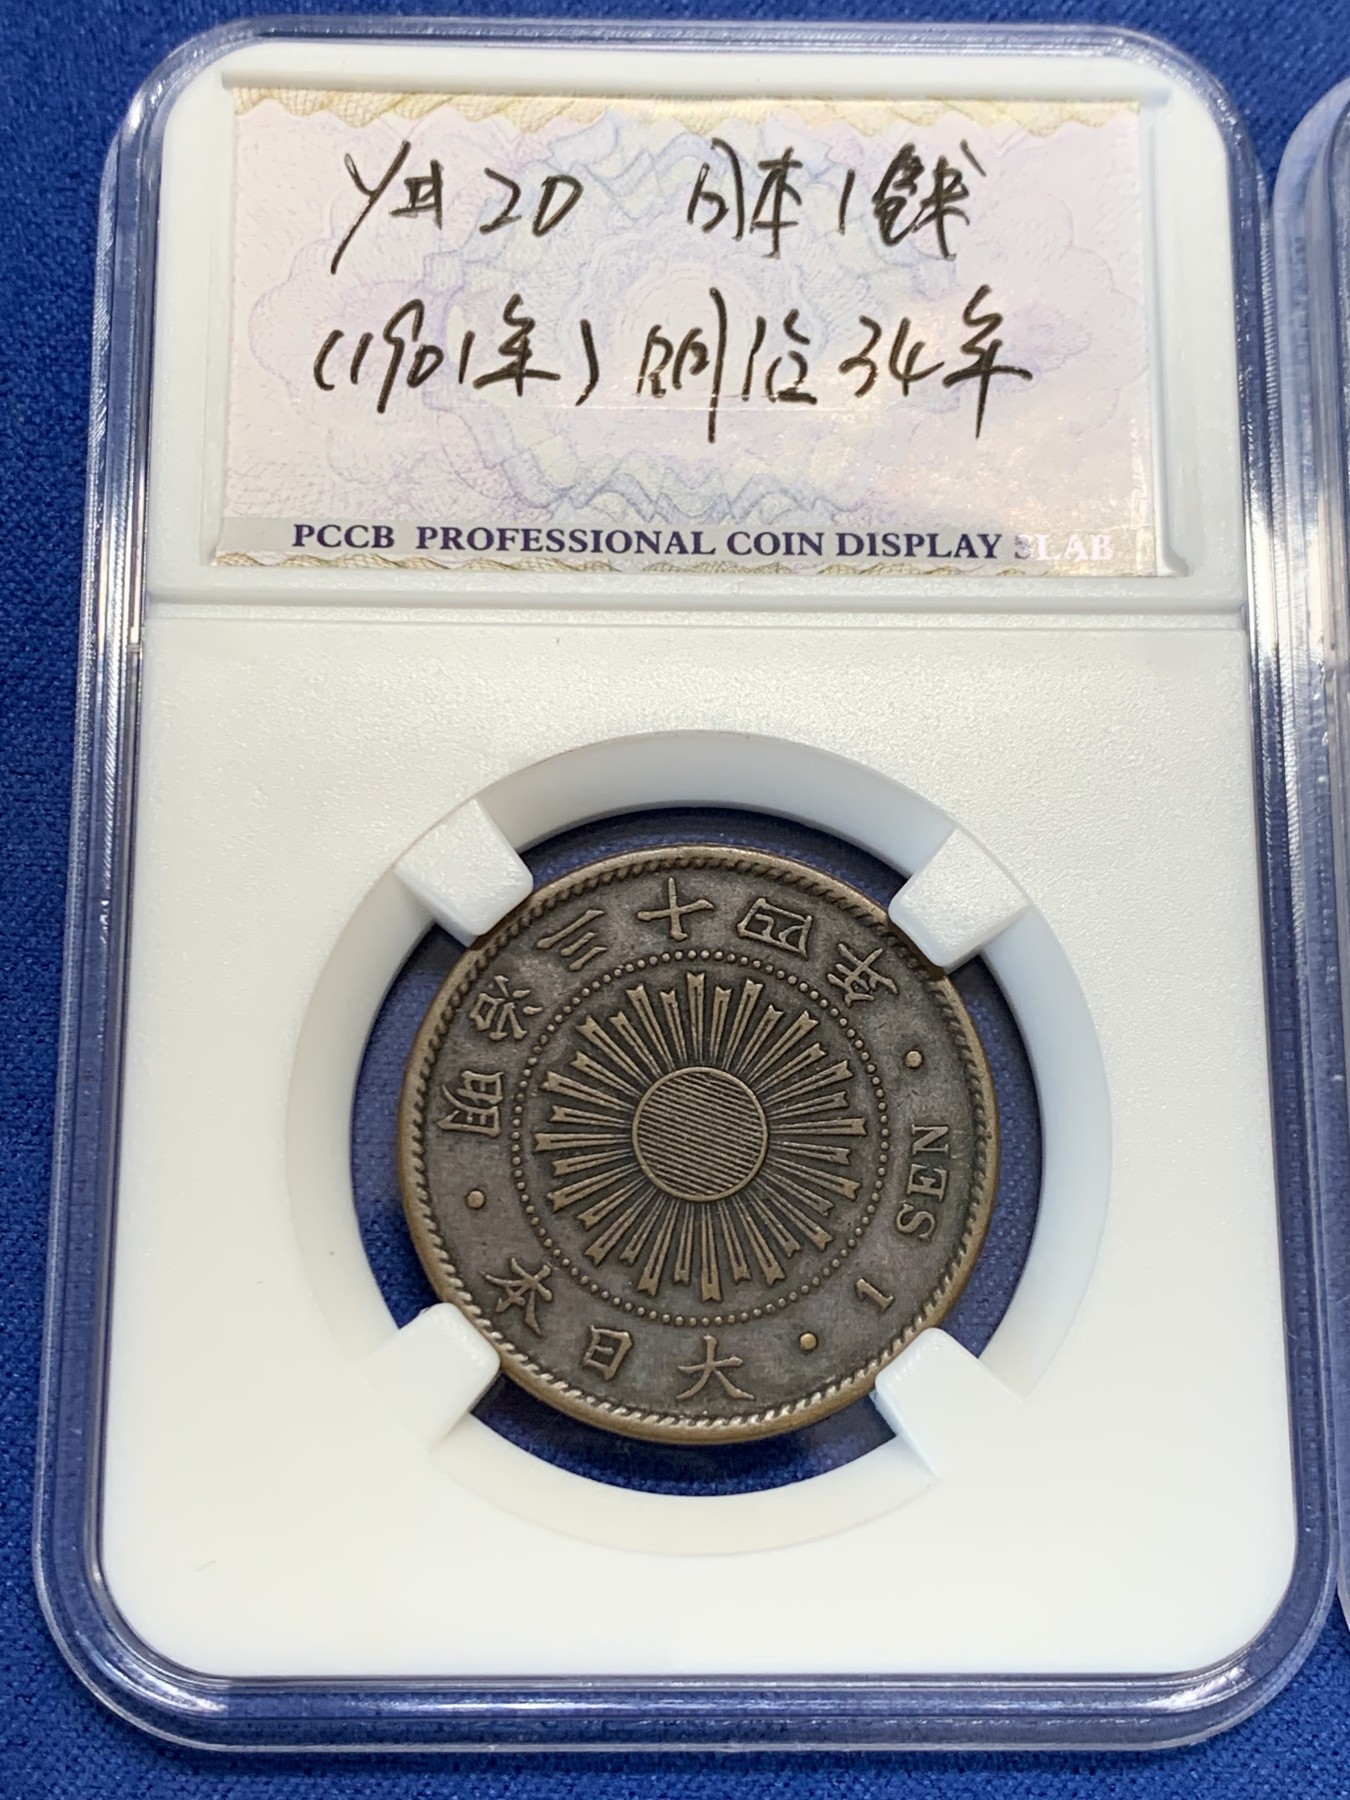 Y#20 日本1錢
(1901年)明治34年
PCCB PROFESSIONAL COIN DISPLAY SLAB
明治三十四年
大日本
1 SEN